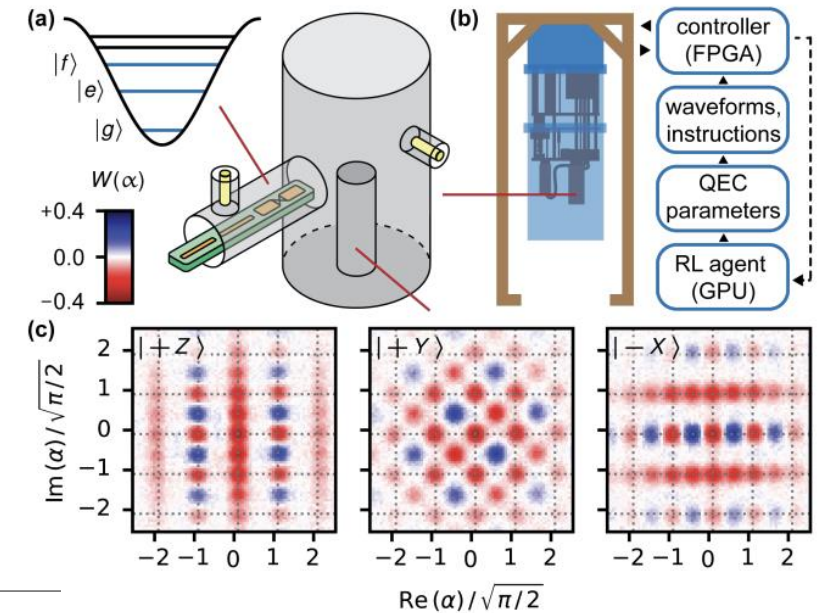 (a)
|f⟩
|e⟩
|g⟩
W(α)
+0.4
0.0
−0.4
(b)
controller
(FPGA)
waveforms,
instructions
QEC
parameters
RL agent
(GPU)
(c)
|+Z⟩
|+Y⟩
|−X⟩
Im (α)/√π/2
2
1
0
−1
−2
−2 −1 0 1 2
−2 −1 0 1 2
−2 −1 0 1 2
Re (α)/√π/2